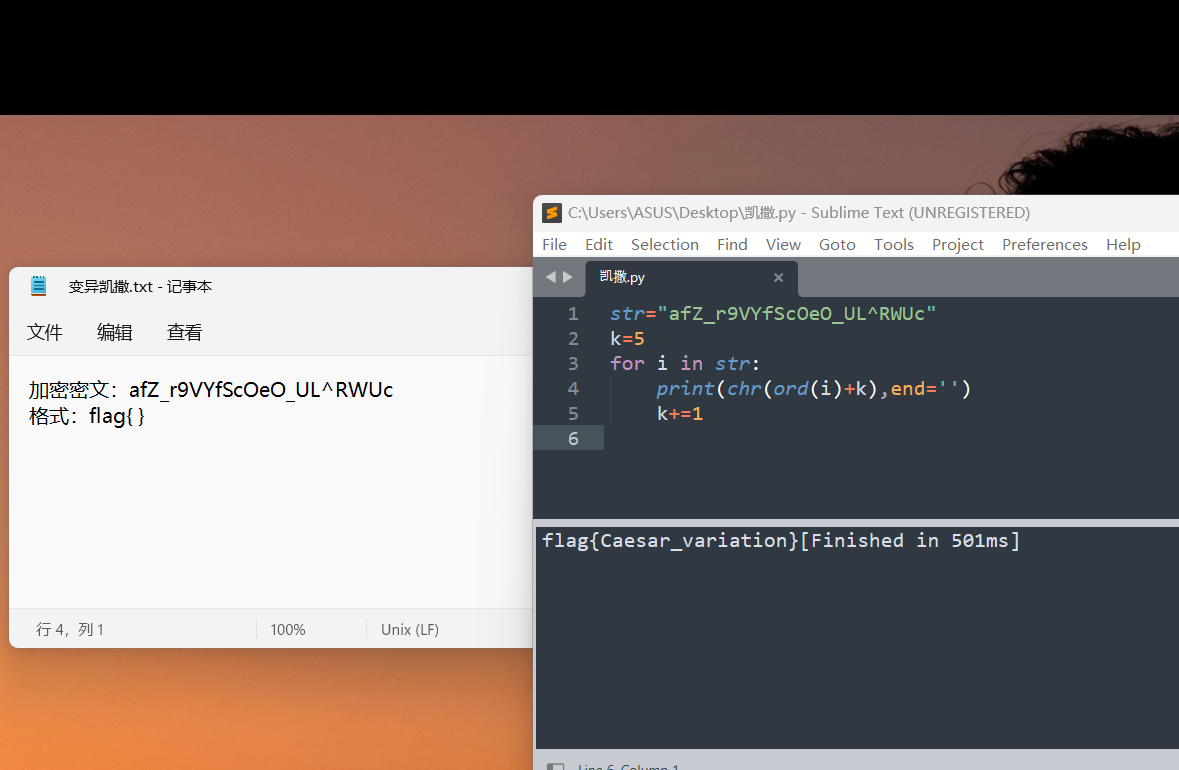 变异凯撒.txt - 记事本
文件 编辑 查看
加密密文：afZ_r9VYfScOeO_UL^RWUc
格式：flag{ }
行 4，列 1 100% Unix (LF)
C:\Users\ASUS\Desktop\凯撒.py - Sublime Text (UNREGISTERED)
File Edit Selection Find View Goto Tools Project Preferences Help
凯撒.py
1 str="afZ_r9VYfScOeO_UL^RWUc"
2 k=5
3 for i in str:
4 print(chr(ord(i)+k),end='')
5 k+=1
6
flag{Caesar_variation}[Finished in 501ms]
Line 6, Column 1